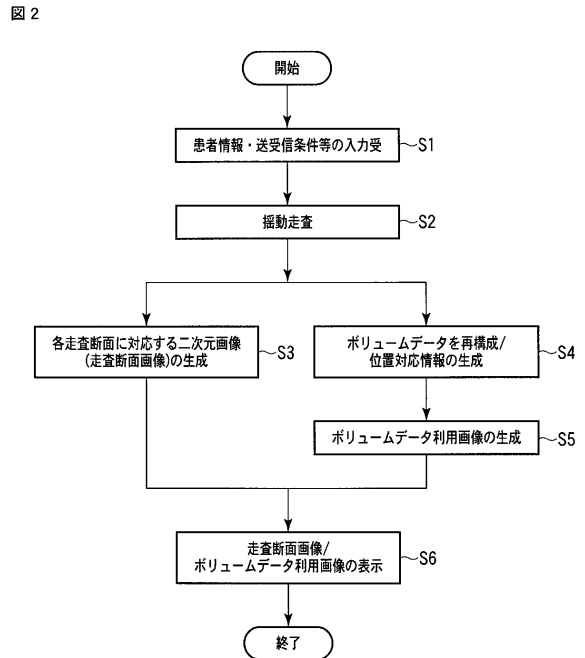 図 2
開始
患者情報・送受信条件等の入力受
S1
揺動走査
S2
各走査断面に対応する二次元画像
(走査断面画像)の生成
S3
ボリュームデータを再構成/
位置対応情報の生成
S4
ボリュームデータ利用画像の生成
S5
走査断面画像/
ボリュームデータ利用画像の表示
S6
終了